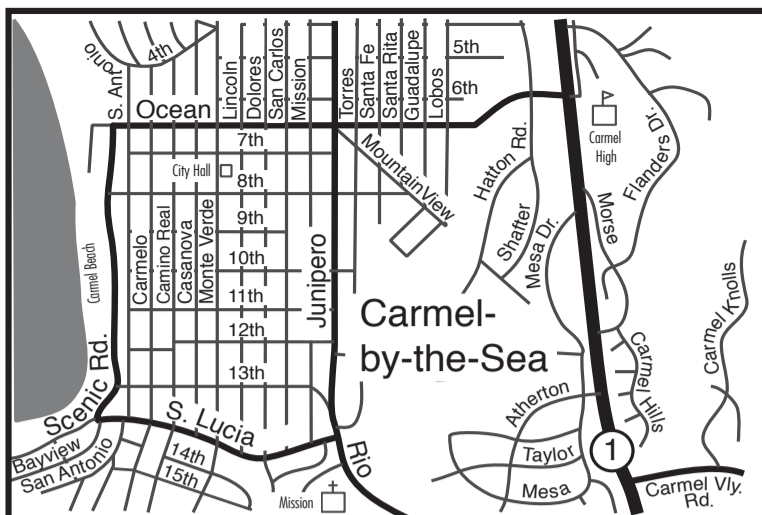 4th
S. Antonio
Ocean
Lincoln
Dolores
San Carlos
Mission
Torres
Santa Fe
Santa Rita
Guadalupe
Lobos
5th
6th
Carmel
High
Flanders Dr.
7th
City Hall
8th
Mountain View
Hatton Rd.
Shafter
Mesa Dr.
Morse
9th
10th
11th
12th
13th
Carmel Beach
Carmelo
Camino Real
Casanova
Monte Verde
Junipero
Carmel-
by-the-Sea
Carmel Knolls
Carmel Hills
Scenic Rd.
S. Lucia
Rio
Atherton
Taylor
Mesa
1
Bayview
San Antonio
14th
15th
Mission
Carmel Vly.
Rd.